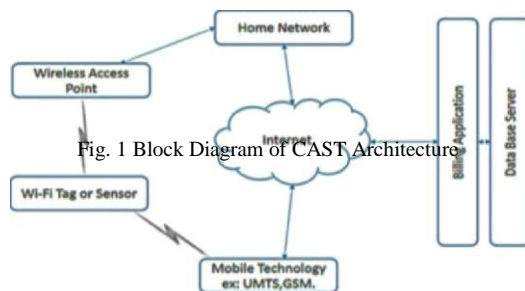 Home Network
Wireless Access
Point
Internet
Fig. 1 Block Diagram of CAST Architecture
Billing Application
Data Base Server
Wi-Fi Tag or Sensor
Mobile Technology
ex: UMTS,GSM.